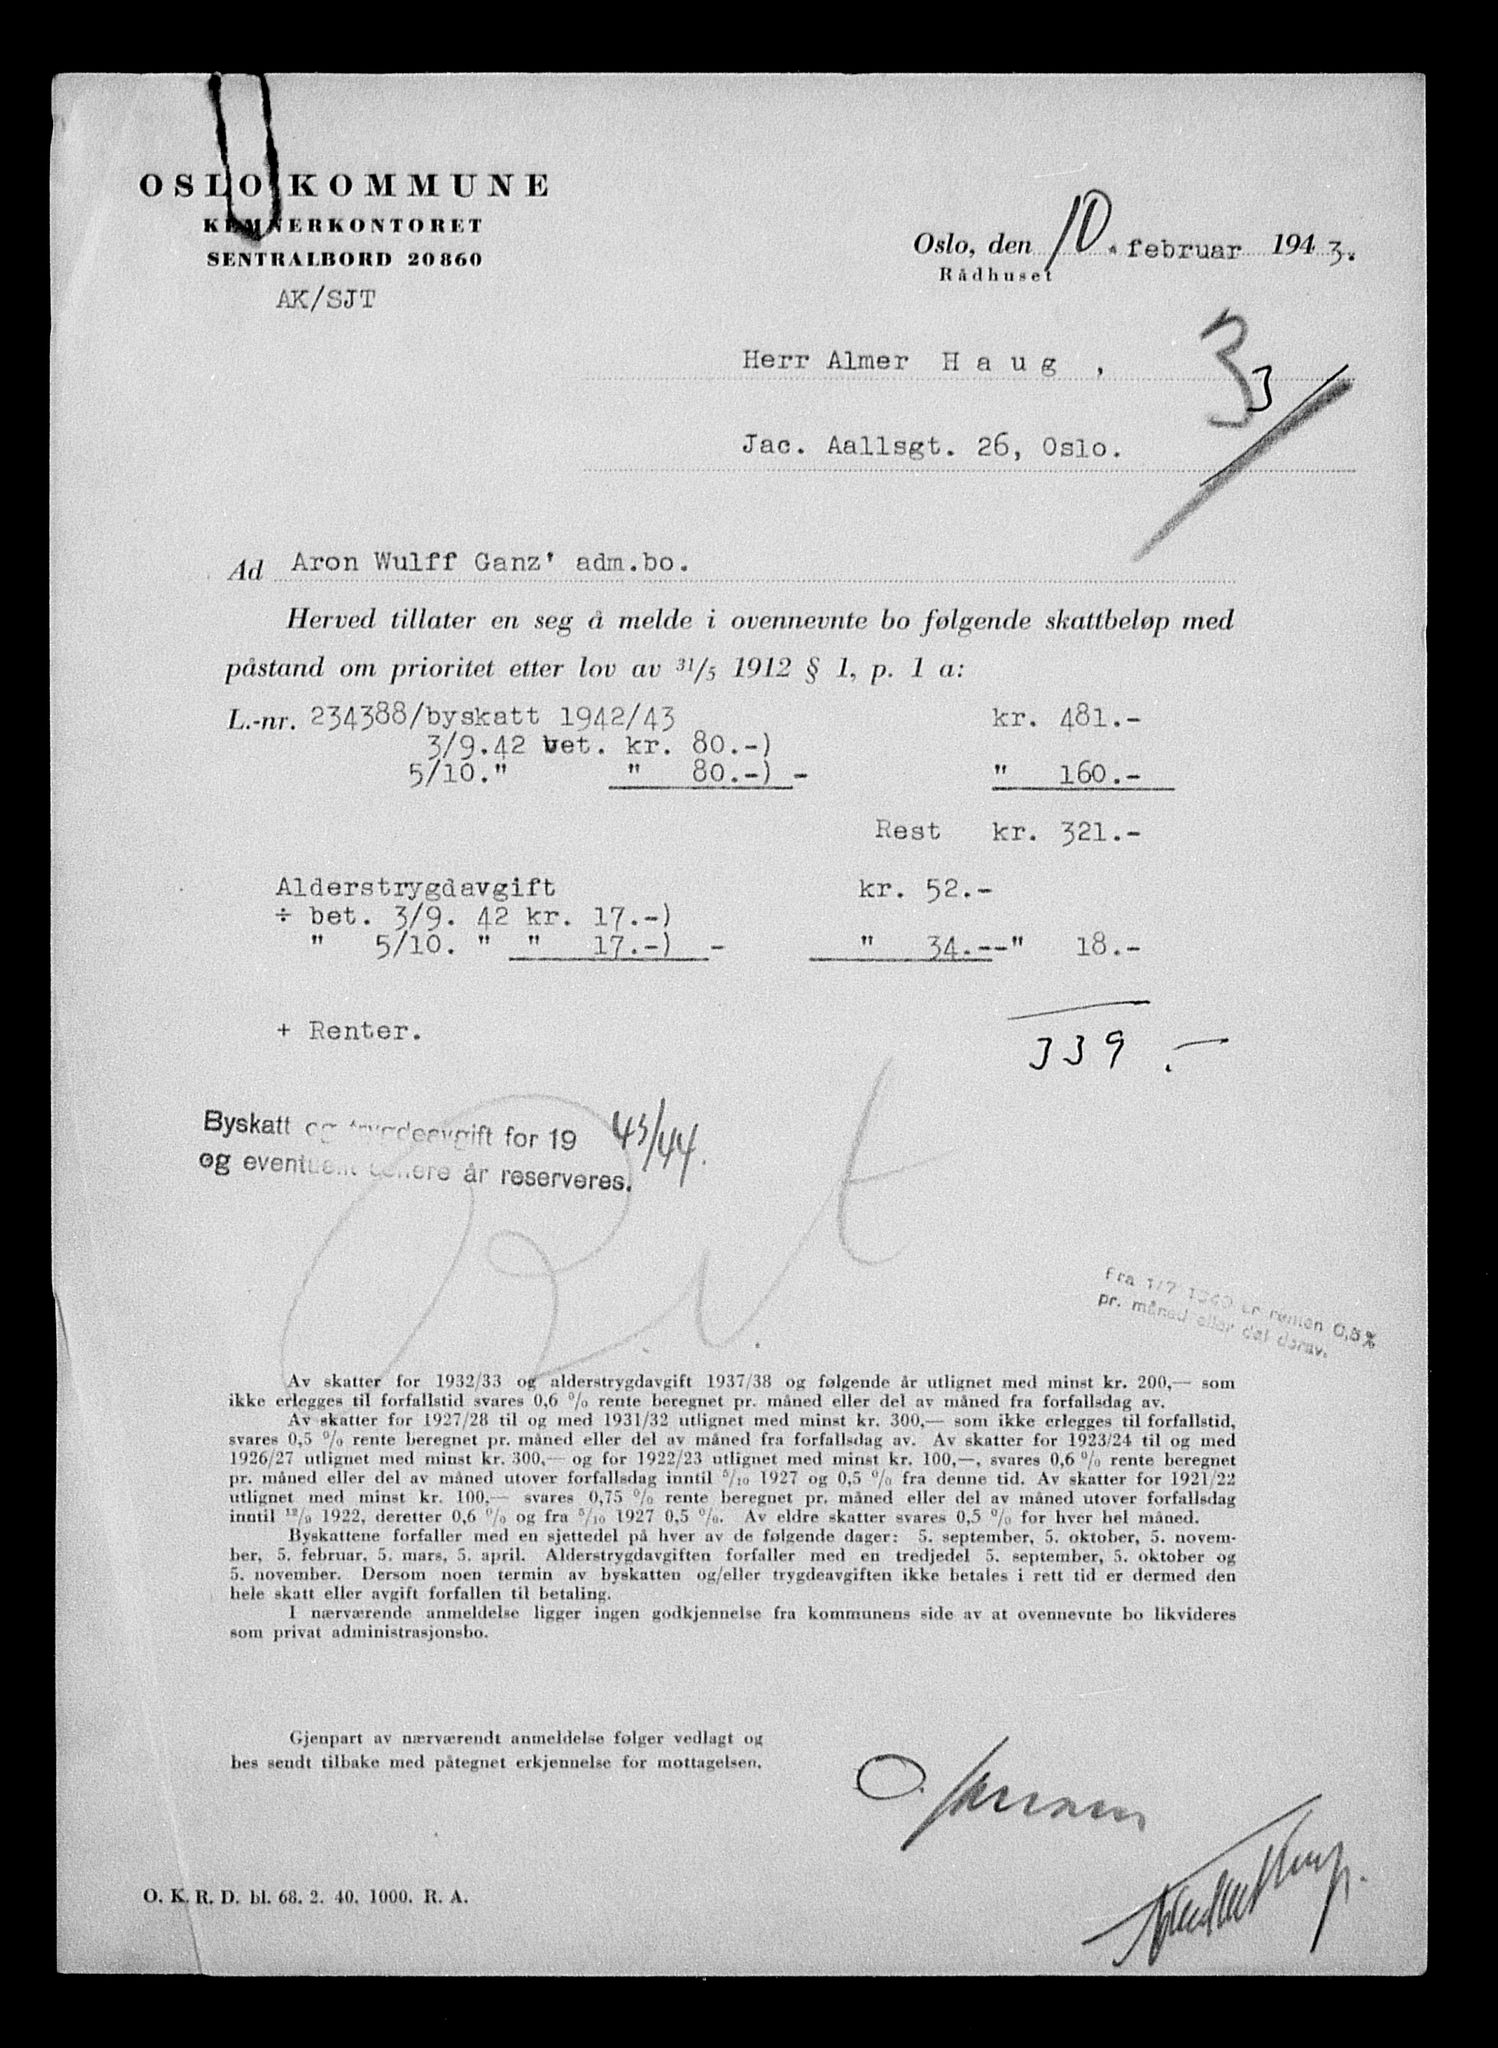 OSLO KOMMUNE
KEMNERKONTORET
SENTRALBORD 20860
AK/SJT
Oslo, den 10. februar 1943.
Rådhuset
Herr Almer Haug,
3
3
Jac. Aallsgt. 26, Oslo.
Ad Aron Wulff Ganz' adm.bo.
Herved tillater en seg å melde i ovennevnte bo følgende skattbeløp med
påstand om prioritet etter lov av 31/5 1912 § 1, p. 1 a:
L.-nr. 234388/byskatt 1942/43 kr. 481.-
3/9.42 bet. kr. 80.-)
5/10." " 80.-) - " 160.-
Rest kr. 321.-
Alderstrygdavgift kr. 52.-
÷ bet. 3/9. 42 kr. 17.-)
" 5/10. " " 17.-) - " 34.--" 18.-
+ Renter.
339.-
Byskatt og trygdeavgift for 19 43/44.
og eventuelt senere år reserveres.
Fra 1/7 1940 er renten 0,5%
pr. måned eller del derav.
Av skatter for 1932/33 og alderstrygdavgift 1937/38 og følgende år utlignet med minst kr. 200,— som
ikke erlegges til forfallstid svares 0,6 % rente beregnet pr. måned eller del av måned fra forfallsdag av.
Av skatter for 1927/28 til og med 1931/32 utlignet med minst kr. 300,— som ikke erlegges til forfallstid,
svares 0,5 % rente beregnet pr. måned eller del av måned fra forfallsdag av. Av skatter for 1923/24 til og med
1926/27 utlignet med minst kr. 300,— og for 1922/23 utlignet med minst kr. 100,—, svares 0,6 % rente beregnet
pr. måned eller del av måned utover forfallsdag inntil 5/10 1927 og 0,5 % fra denne tid. Av skatter for 1921/22
utlignet med minst kr. 100,— svares 0,75 % rente beregnet pr. måned eller del av måned utover forfallsdag
inntil 12/9 1922, deretter 0,6 % og fra 5/10 1927 0,5 %. Av eldre skatter svares 0,5 % for hver hel måned.
Byskattene forfaller med en sjettedel på hver av de følgende dager: 5. september, 5. oktober, 5. novem-
ber, 5. februar, 5. mars, 5. april. Alderstrygdavgiften forfaller med en tredjedel 5. september, 5. oktober og
5. november. Dersom noen termin av byskatten og/eller trygdeavgiften ikke betales i rett tid er dermed den
hele skatt eller avgift forfallen til betaling.
I nærværende anmeldelse ligger ingen godkjennelse fra kommunens side av at ovennevnte bo likvideres
som privat administrasjonsbo.
Gjenpart av nærværendt anmeldelse følger vedlagt og
bes sendt tilbake med påtegnet erkjennelse for mottagelsen.
O. K. R. D. bl. 68. 2. 40. 1000. R. A.